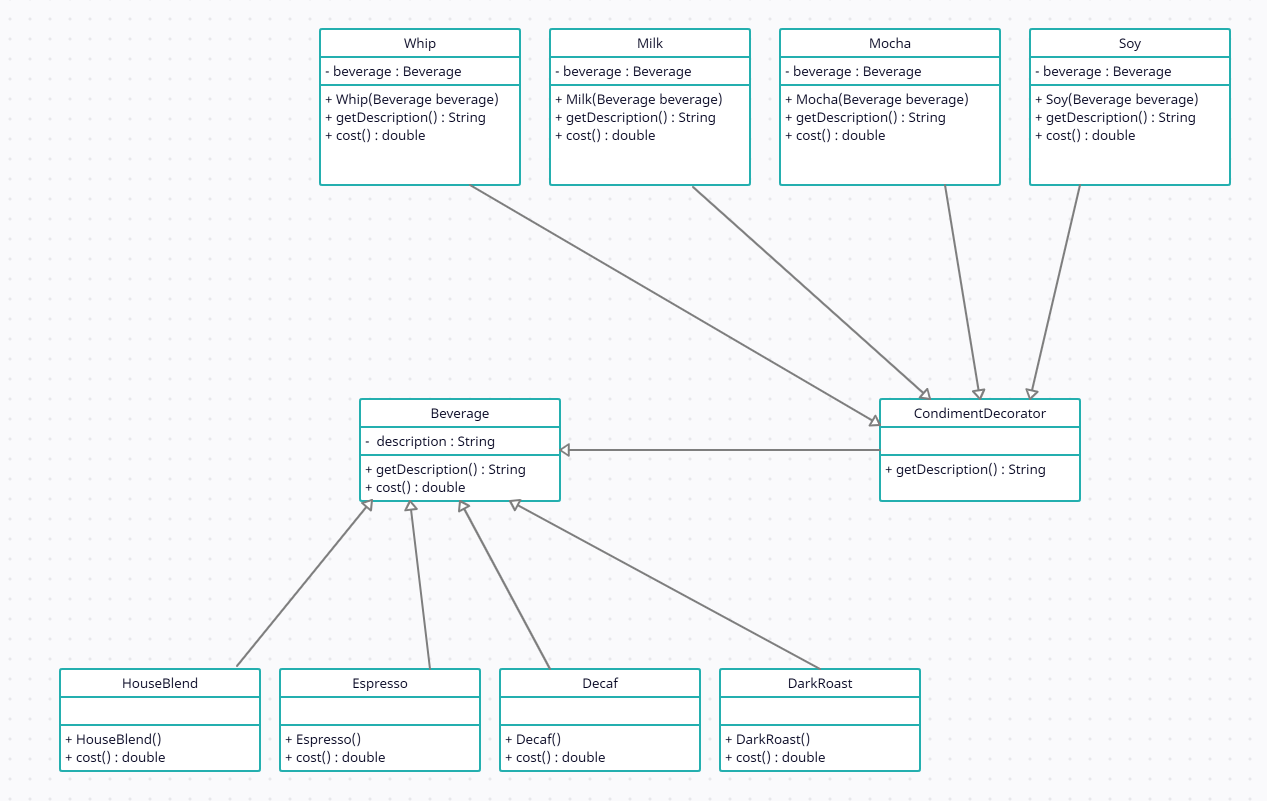 Whip
- beverage : Beverage
+ Whip(Beverage beverage)
+ getDescription() : String
+ cost() : double
Milk
- beverage : Beverage
+ Milk(Beverage beverage)
+ getDescription() : String
+ cost() : double
Mocha
- beverage : Beverage
+ Mocha(Beverage beverage)
+ getDescription() : String
+ cost() : double
Soy
- beverage : Beverage
+ Soy(Beverage beverage)
+ getDescription() : String
+ cost() : double
Beverage
- description : String
+ getDescription() : String
+ cost() : double
CondimentDecorator
+ getDescription() : String
HouseBlend
+ HouseBlend()
+ cost() : double
Espresso
+ Espresso()
+ cost() : double
Decaf
+ Decaf()
+ cost() : double
DarkRoast
+ DarkRoast()
+ cost() : double